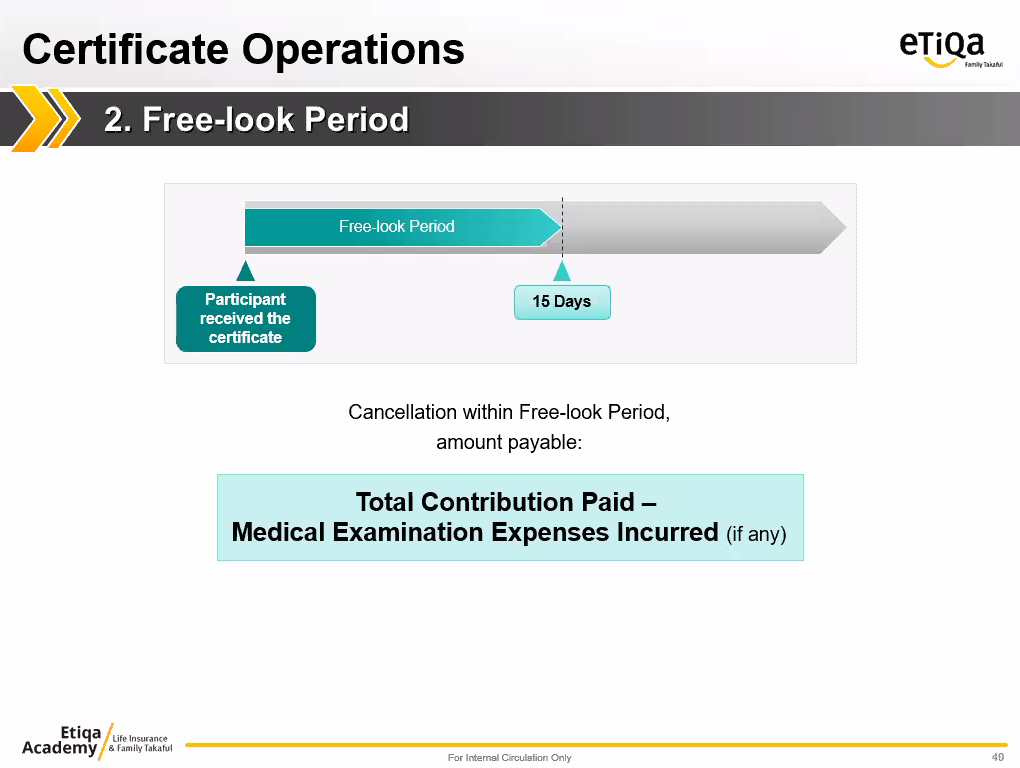 Certificate Operations
eTiQa
Family Takaful
2. Free-look Period
Free-look Period
Participant
received the
certificate
15 Days
Cancellation within Free-look Period,
amount payable:
Total Contribution Paid –
Medical Examination Expenses Incurred (if any)
Etiqa
Academy
Life Insurance
& Family Takaful
For Internal Circulation Only
40